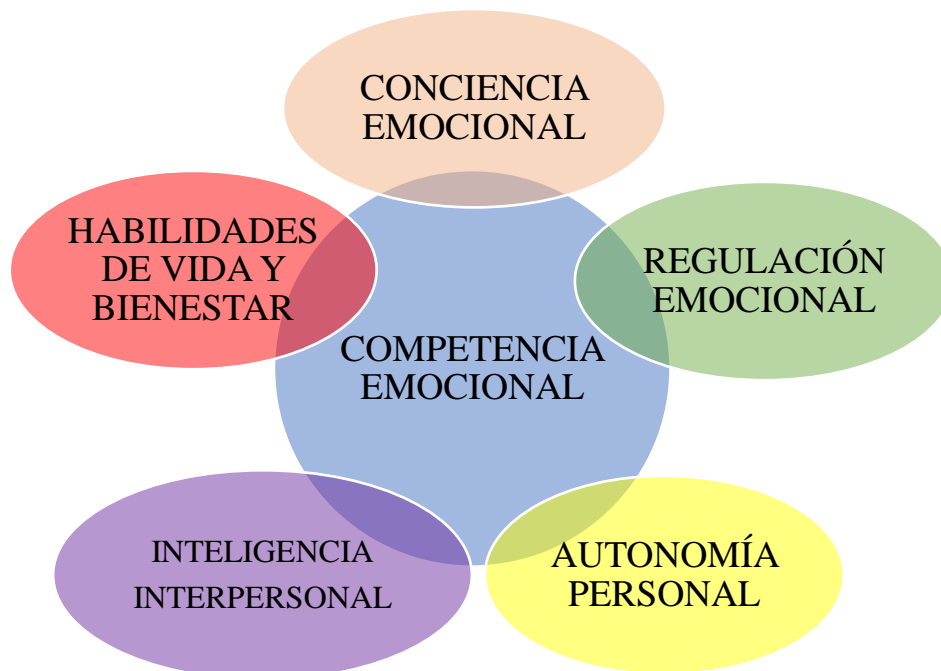 CONCIENCIA
EMOCIONAL
HABILIDADES
DE VIDA Y
BIENESTAR
REGULACIÓN
EMOCIONAL
COMPETENCIA
EMOCIONAL
INTELIGENCIA
INTERPERSONAL
AUTONOMÍA
PERSONAL